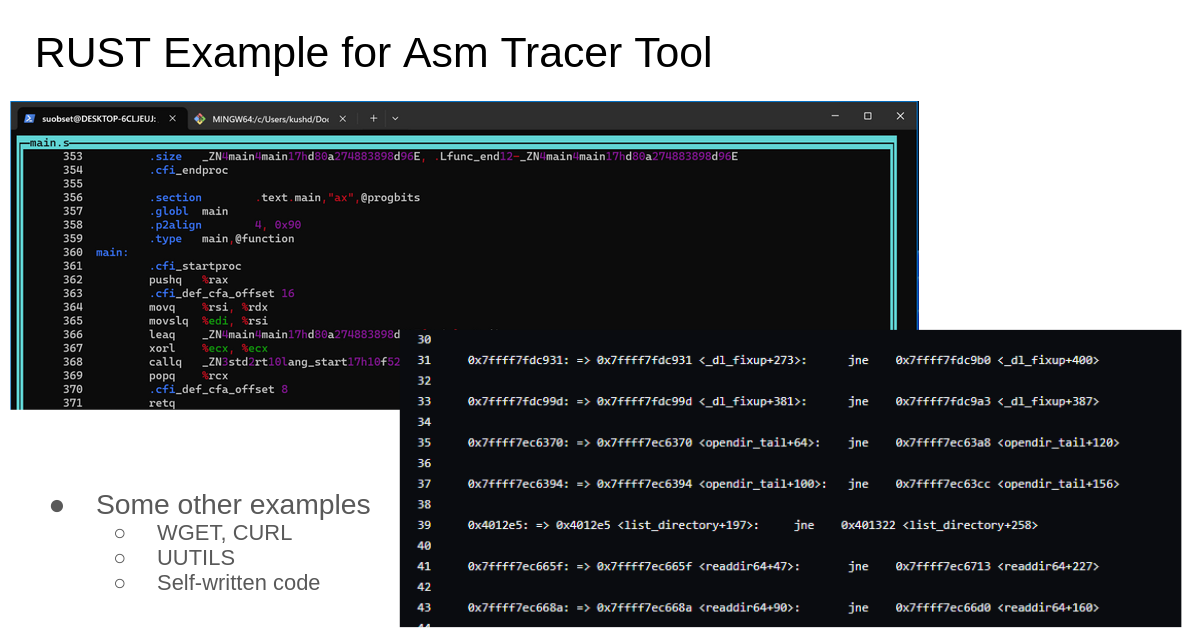 RUST Example for Asm Tracer Tool
suobset@DESKTOP-6CLJEUJ: MINGW64:/c/Users/kushd/Doc
main.s
353 .size _ZN4main4main17hd80a274883898d96E, .Lfunc_end12-_ZN4main4main17hd80a274883898d96E
354 .cfi_endproc
355
356 .section .text.main,"ax",@progbits
357 .globl main
358 .p2align 4, 0x90
359 .type main,@function
360 main:
361 .cfi_startproc
362 pushq %rax
363 .cfi_def_cfa_offset 16
364 movq %rsi, %rdx
365 movslq %edi, %rsi
366 leaq _ZN4main4main17hd80a274883898d
367 xorl %ecx, %ecx
368 callq _ZN3std2rt10lang_start17h10f52
369 popq %rcx
370 .cfi_def_cfa_offset 8
371 retq
30
31 0x7ffff7fdc931: => 0x7ffff7fdc931 <_dl_fixup+273>: jne 0x7ffff7fdc9b0 <_dl_fixup+400>
32
33 0x7ffff7fdc99d: => 0x7ffff7fdc99d <_dl_fixup+381>: jne 0x7ffff7fdc9a3 <_dl_fixup+387>
34
35 0x7ffff7ec6370: => 0x7ffff7ec6370 <opendir_tail+64>: jne 0x7ffff7ec63a8 <opendir_tail+120>
36
37 0x7ffff7ec6394: => 0x7ffff7ec6394 <opendir_tail+100>: jne 0x7ffff7ec63cc <opendir_tail+156>
38
39 0x4012e5: => 0x4012e5 <list_directory+197>: jne 0x401322 <list_directory+258>
40
41 0x7ffff7ec665f: => 0x7ffff7ec665f <readdir64+47>: jne 0x7ffff7ec6713 <readdir64+227>
42
43 0x7ffff7ec668a: => 0x7ffff7ec668a <readdir64+90>: jne 0x7ffff7ec66d0 <readdir64+160>
● Some other examples
○ WGET, CURL
○ UUTILS
○ Self-written code